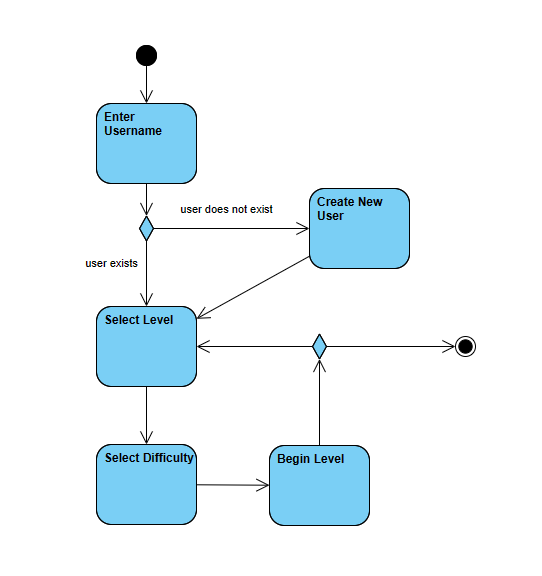 Enter
Username
user does not exist
Create New
User
user exists
Select Level
Select Difficulty
Begin Level